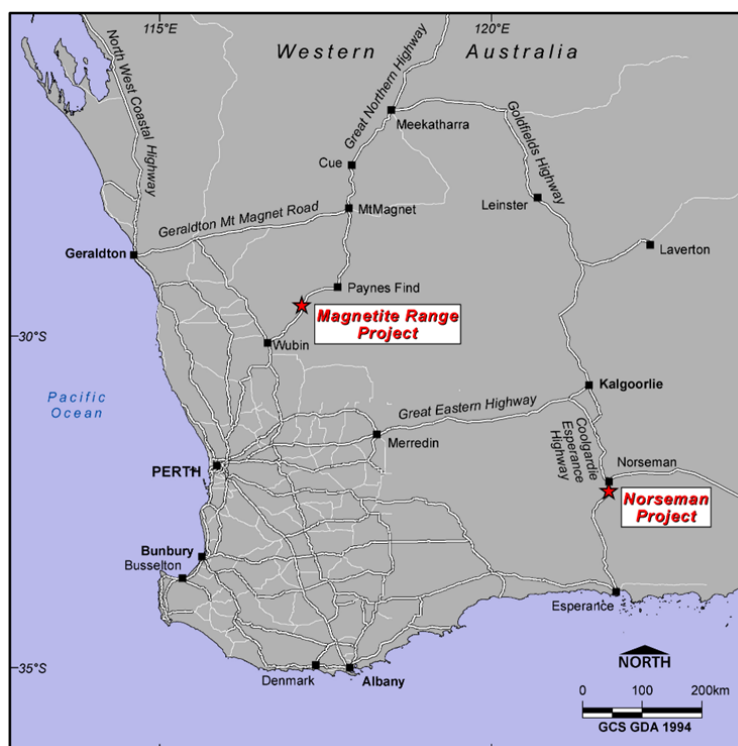 115°E
120°E
Western Australia
North West Coastal Highway
Great Northern Highway
Meekatharra
Goldfields Highway
Cue
Leinster
MtMagnet
Geraldton Mt Magnet Road
Geraldton
Laverton
Paynes Find
Magnetite Range
Project
30°S
Wubin
Pacific
Ocean
Kalgoorlie
Great Eastern Highway
Merredin
Coolgardie
Esperance
Highway
PERTH
Norseman
Norseman
Project
Bunbury
Busselton
Esperance
35°S
Denmark
Albany
NORTH
0 100 200km
GCS GDA 1994